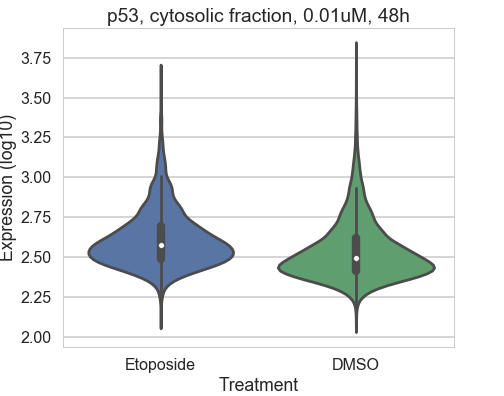 p53, cytosolic fraction, 0.01uM, 48h
Expression (log10)
3.75
3.50
3.25
3.00
2.75
2.50
2.25
2.00
Etoposide DMSO
Treatment